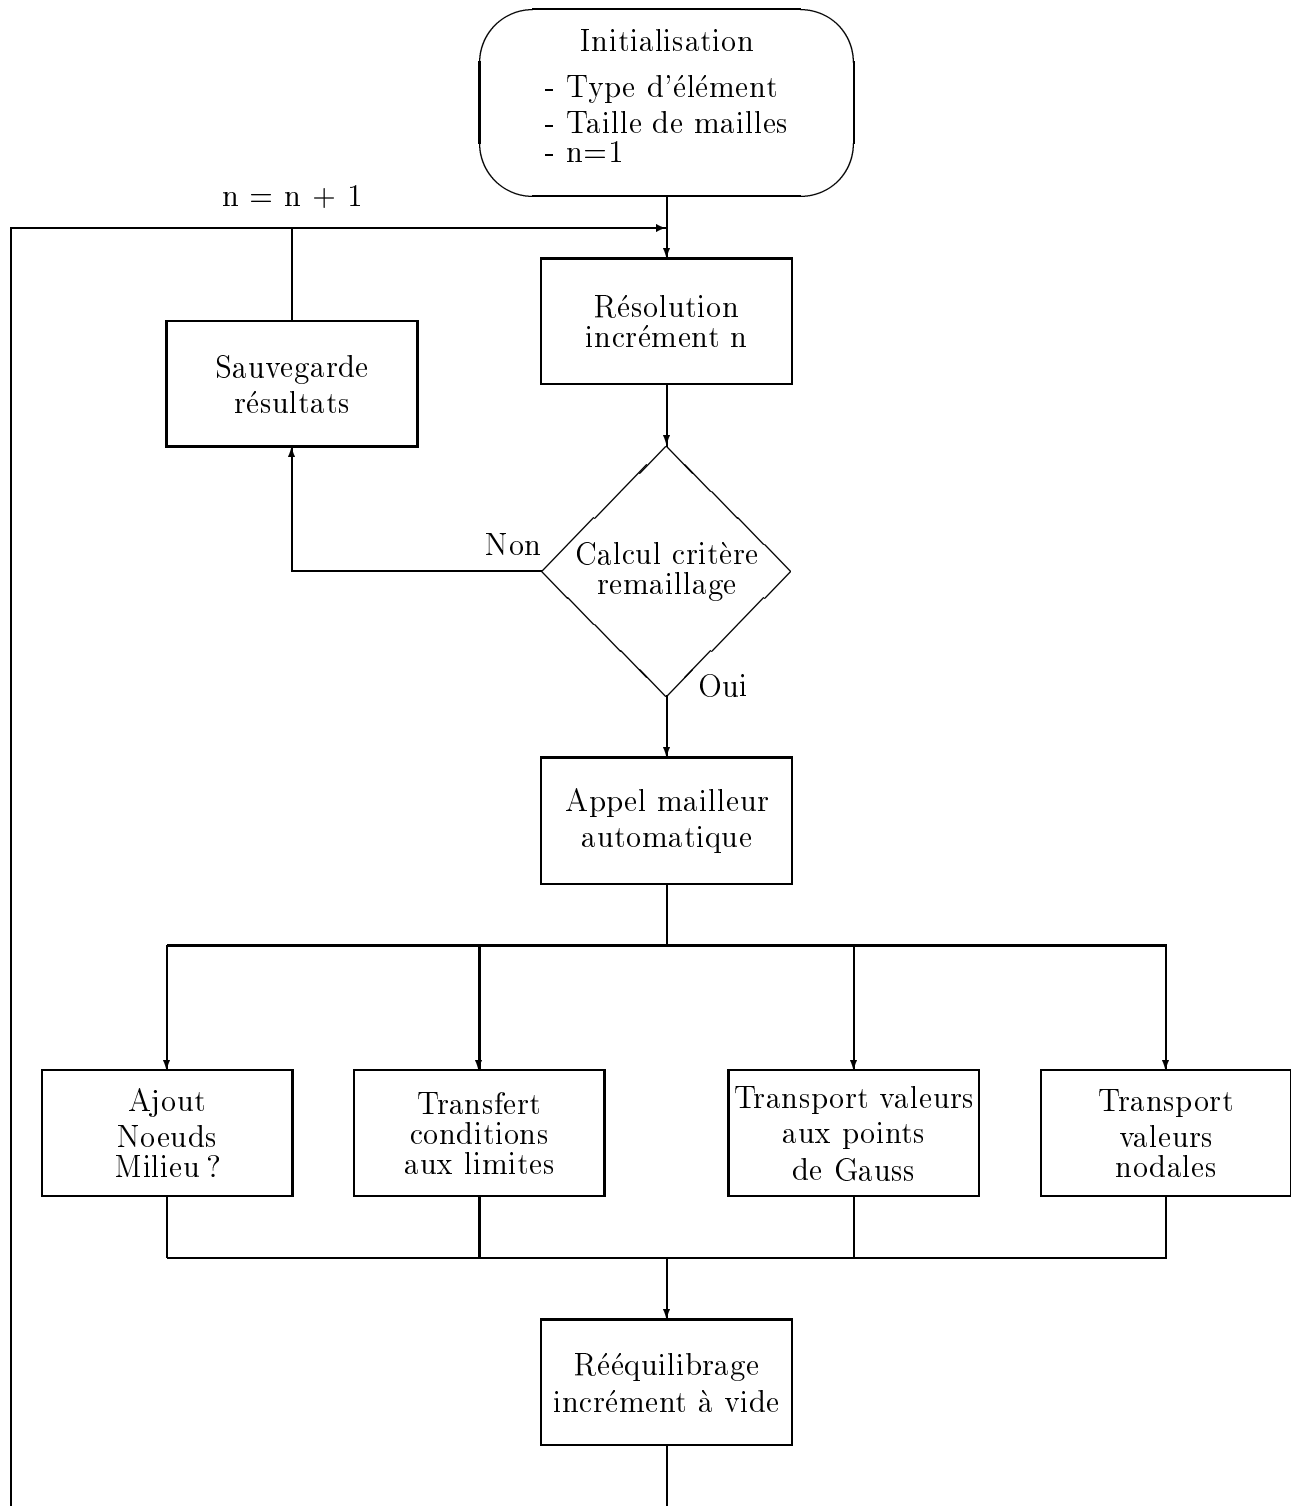 Initialisation
- Type d'élément
- Taille de mailles
- n=1
n = n + 1
Résolution
incrément n
Sauvegarde
résultats
Non
Calcul critère
remaillage
Oui
Appel mailleur
automatique
Ajout
Noeuds
Milieu ?
Transfert
conditions
aux limites
Transport valeurs
aux points
de Gauss
Transport
valeurs
nodales
Rééquilibrage
incrément à vide